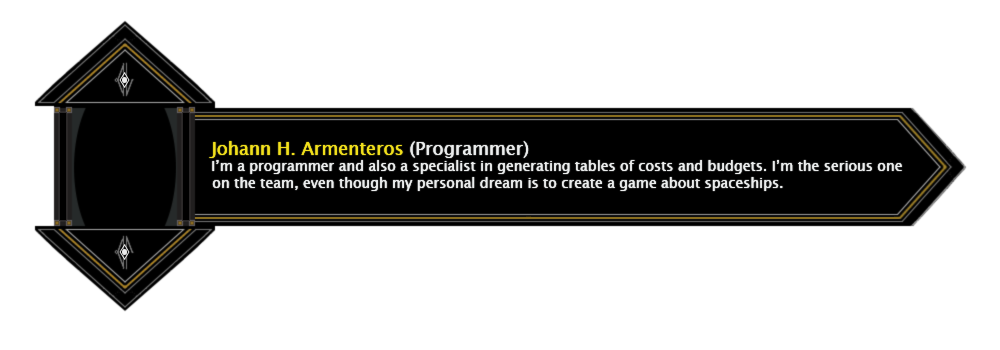 Johann H. Armenteros (Programmer)
I’m a programmer and also a specialist in generating tables of costs and budgets. I’m the serious one
on the team, even though my personal dream is to create a game about spaceships.